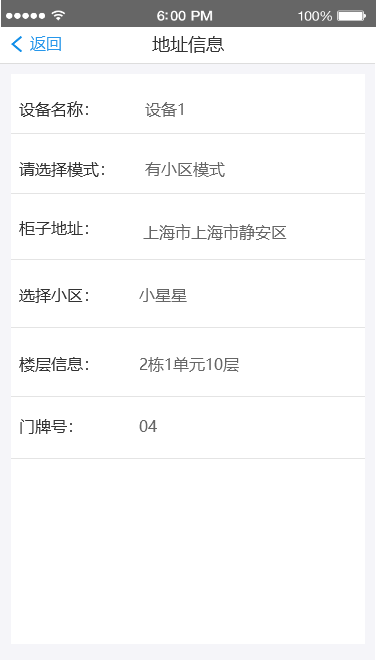 6:00 PM 100%
返回 地址信息
设备名称： 设备1
请选择模式： 有小区模式
柜子地址： 上海市上海市静安区
选择小区： 小星星
楼层信息： 2栋1单元10层
门牌号： 04